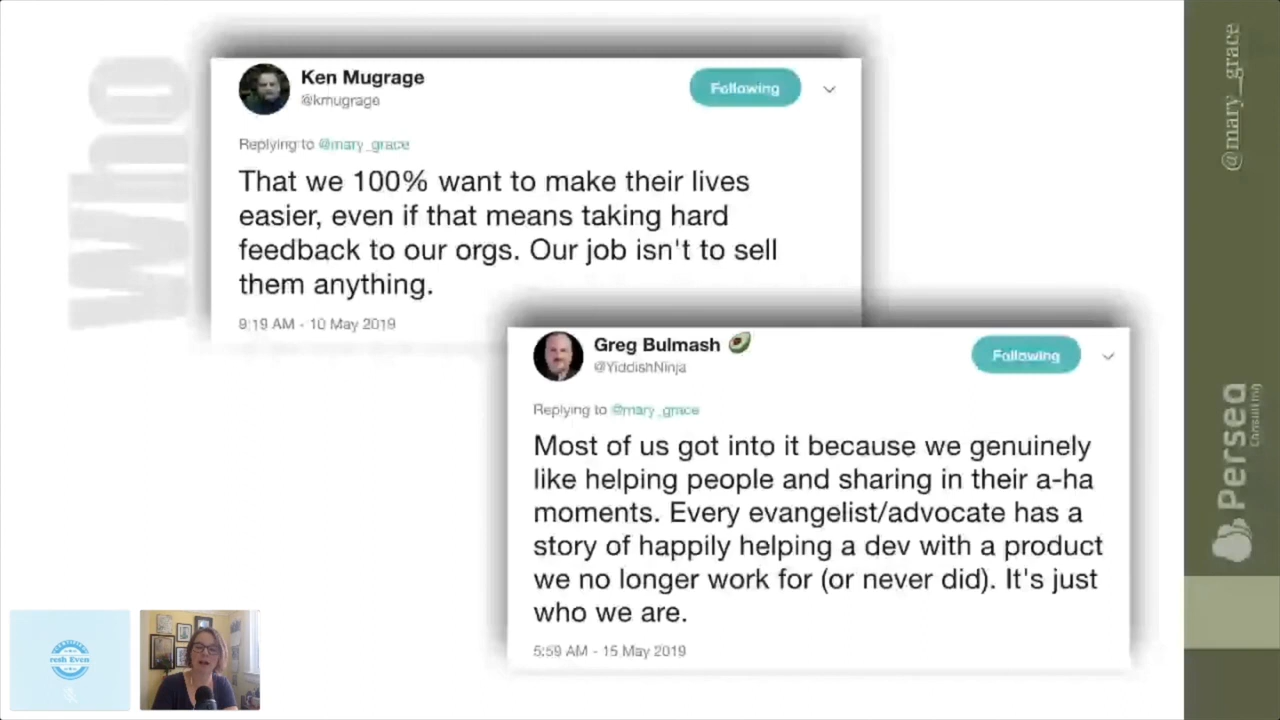 Who
Ken Mugrage
@kmugrage
Following
Replying to @mary_grace
That we 100% want to make their lives
easier, even if that means taking hard
feedback to our orgs. Our job isn't to sell
them anything.
9:19 AM - 10 May 2019
Greg Bulmash 🥑
@YiddishNinja
Following
Replying to @mary_grace
Most of us got into it because we genuinely
like helping people and sharing in their a-ha
moments. Every evangelist/advocate has a
story of happily helping a dev with a product
we no longer work for (or never did). It's just
who we are.
5:59 AM - 15 May 2019
@mary_grace
Persea
Consulting